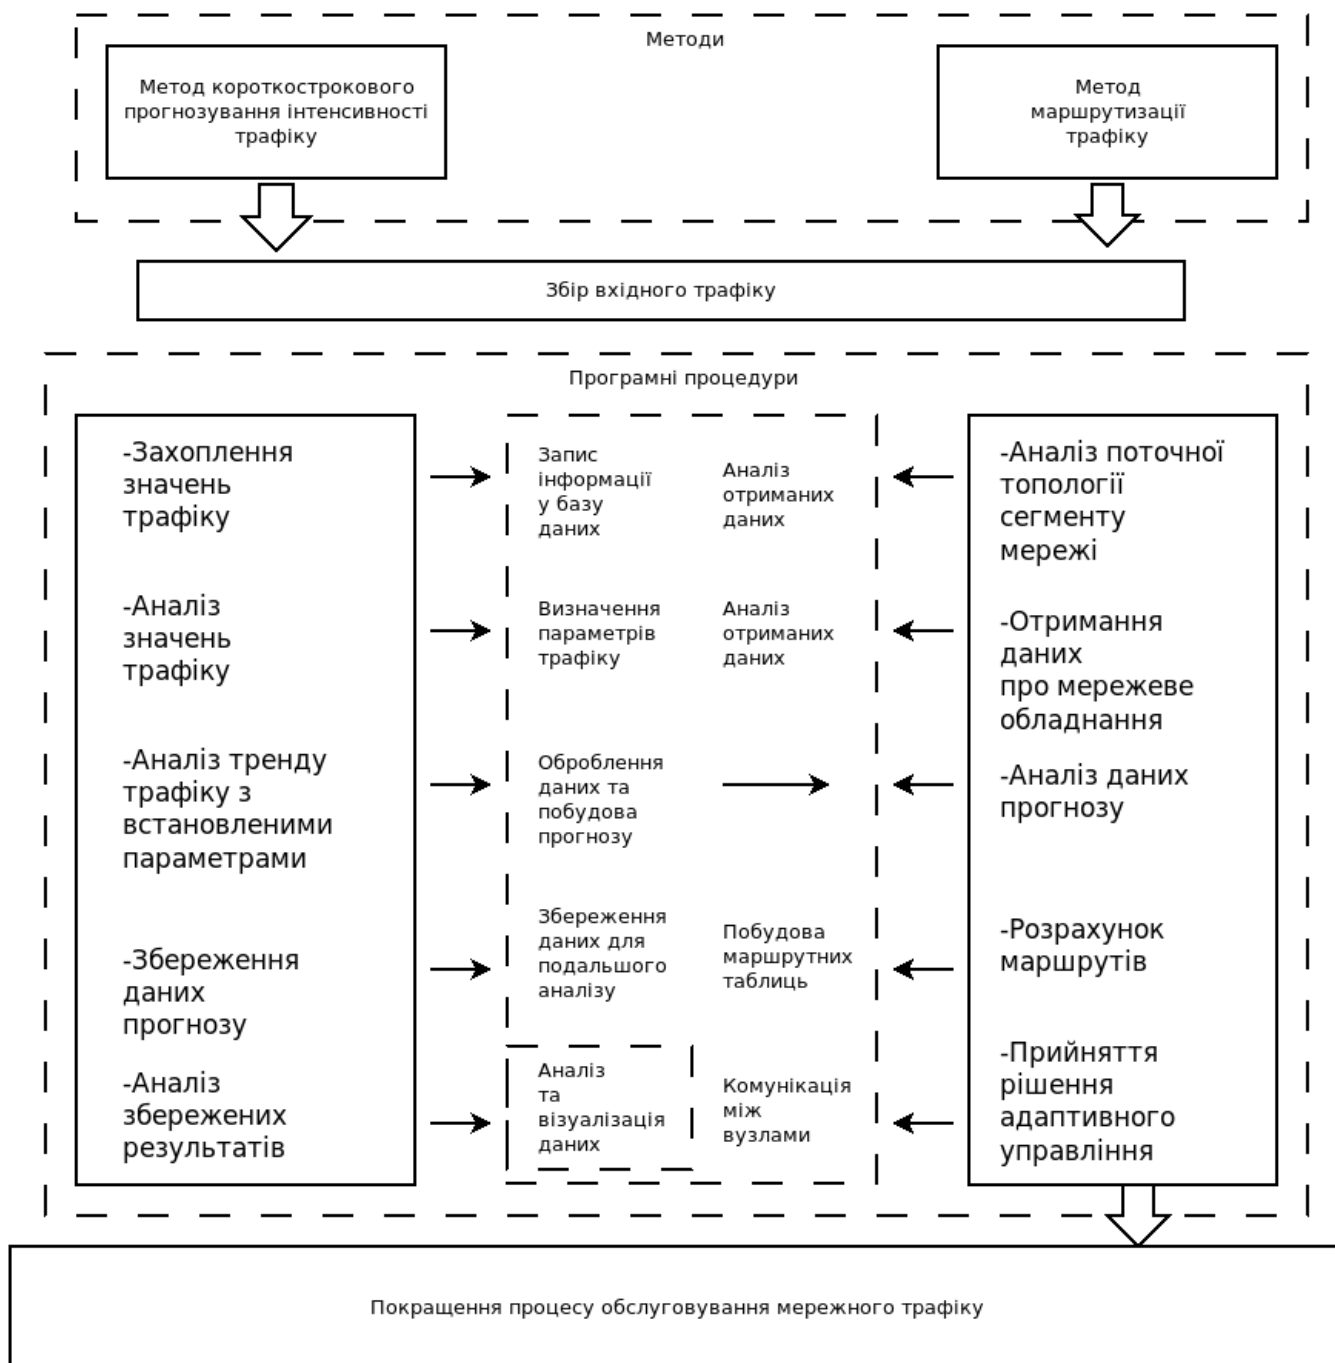 Методи
Метод короткострокового
прогнозування інтенсивності
трафіку
Метод
маршрутизації
трафіку
Збір вхідного трафіку
Програмні процедури
-Захоплення
значень
трафіку
-Аналіз
значень
трафіку
-Аналіз тренду
трафіку з
встановленими
параметрами
-Збереження
даних
прогнозу
-Аналіз
збережених
результатів
Запис
інформації
у базу
даних
Аналіз
отриманих
даних
Визначення
параметрів
трафіку
Аналіз
отриманих
даних
Оброблення
даних та
побудова
прогнозу
Збереження
даних для
подальшого
аналізу
Побудова
маршрутних
таблиць
Аналіз
та
візуалізація
даних
Комунікація
між
вузлами
-Аналіз поточної
топології
сегменту
мережі
-Отримання
даних
про мережеве
обладнання
-Аналіз даних
прогнозу
-Розрахунок
маршрутів
-Прийняття
рішення
адаптивного
управління
Покращення процесу обслуговування мережного трафіку